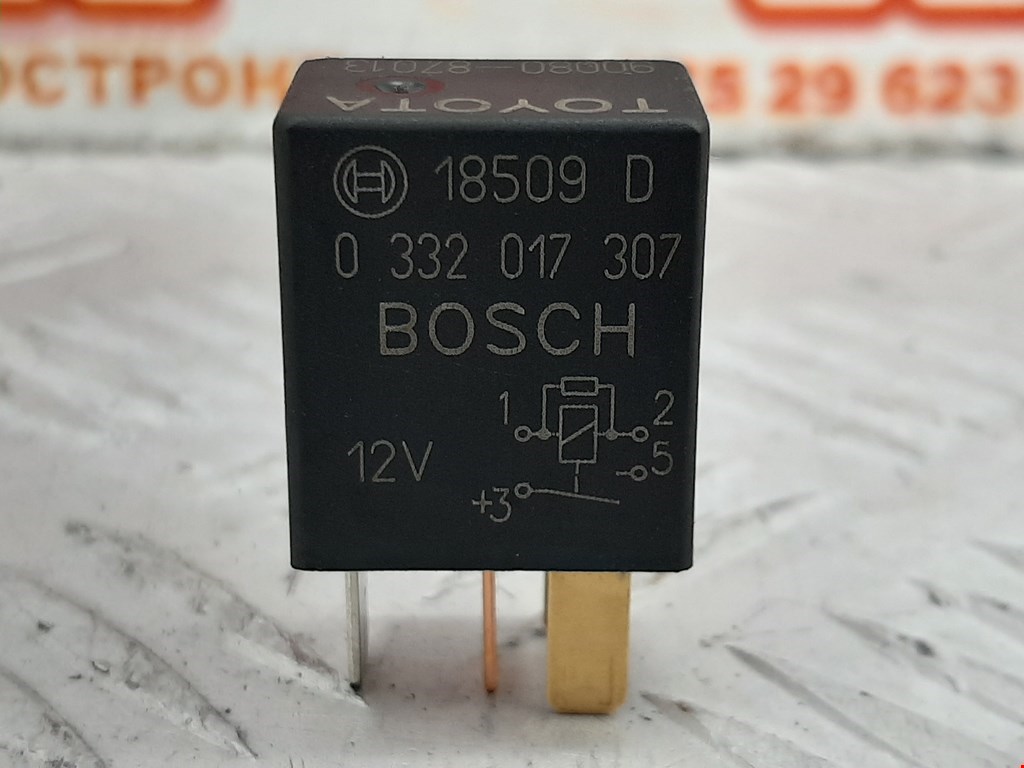 ОСТРОН
5 29 623
90080 87013
TOYOTA
18509 D
0 332 017 307
BOSCH
1 2
12V 5
+3